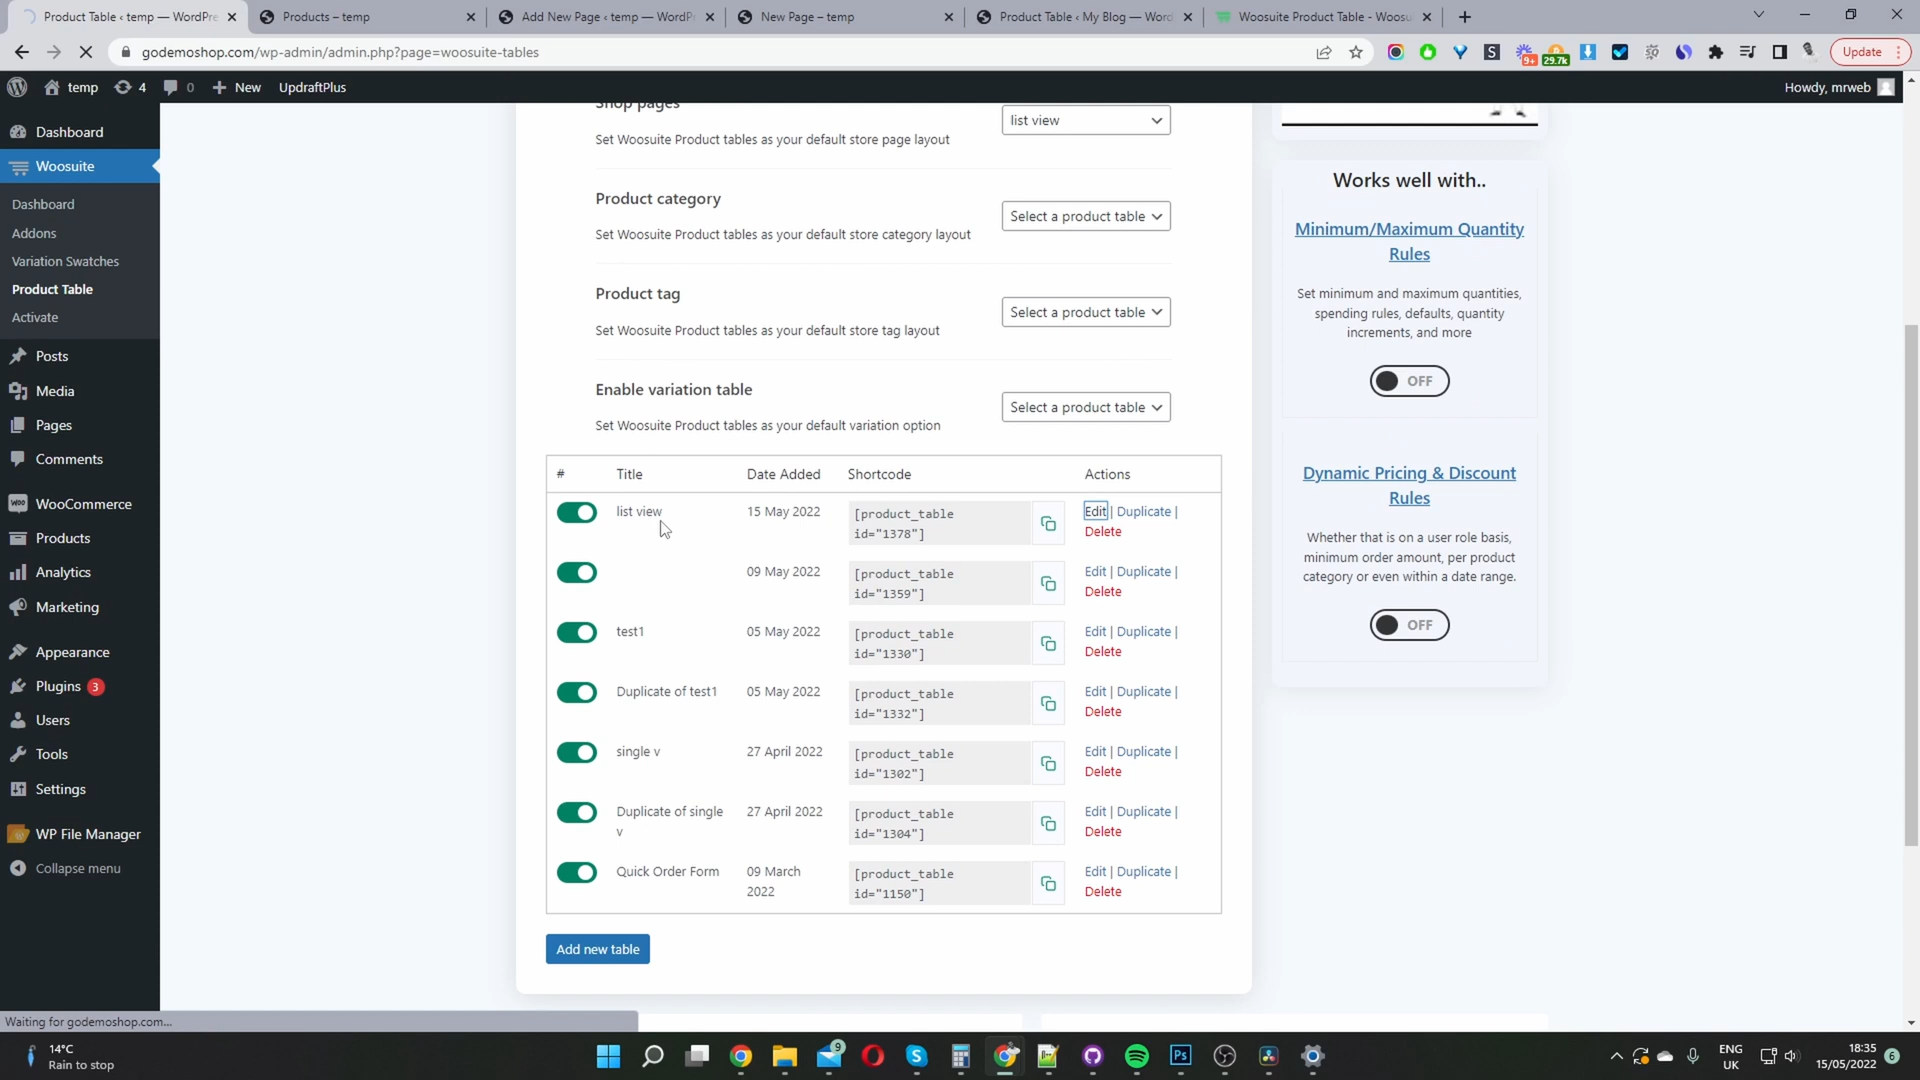 Product Table ‹ temp — WordPre
Products – temp
Add New Page ‹ temp — WordP
New Page – temp
Product Table ‹ My Blog — Word
Woosuite Product Table - Woosu
godemoshop.com/wp-admin/admin.php?page=woosuite-tables
9+
29.7k
Update
temp
4
0
New
UpdraftPlus
Howdy, mrweb
Dashboard
Woosuite
Dashboard
Addons
Variation Swatches
Product Table
Activate
Posts
Media
Pages
Comments
WooCommerce
Products
Analytics
Marketing
Appearance
Plugins 3
Users
Tools
Settings
WP File Manager
Collapse menu
Shop pages
Set Woosuite Product tables as your default store page layout
list view
Product category
Set Woosuite Product tables as your default store category layout
Select a product table
Product tag
Set Woosuite Product tables as your default store tag layout
Select a product table
Enable variation table
Set Woosuite Product tables as your default variation option
Select a product table
# Title Date Added Shortcode Actions
list view 15 May 2022 [product_table id="1378"] Edit | Duplicate | Delete
09 May 2022 [product_table id="1359"] Edit | Duplicate | Delete
test1 05 May 2022 [product_table id="1330"] Edit | Duplicate | Delete
Duplicate of test1 05 May 2022 [product_table id="1332"] Edit | Duplicate | Delete
single v 27 April 2022 [product_table id="1302"] Edit | Duplicate | Delete
Duplicate of single v 27 April 2022 [product_table id="1304"] Edit | Duplicate | Delete
Quick Order Form 09 March 2022 [product_table id="1150"] Edit | Duplicate | Delete
Add new table
Works well with..
Minimum/Maximum Quantity
Rules
Set minimum and maximum quantities,
spending rules, defaults, quantity
increments, and more
OFF
Dynamic Pricing & Discount
Rules
Whether that is on a user role basis,
minimum order amount, per product
category or even within a date range.
OFF
Waiting for godemoshop.com...
14°C
Rain to stop
9
Ps
ENG
UK
18:35
15/05/2022
6